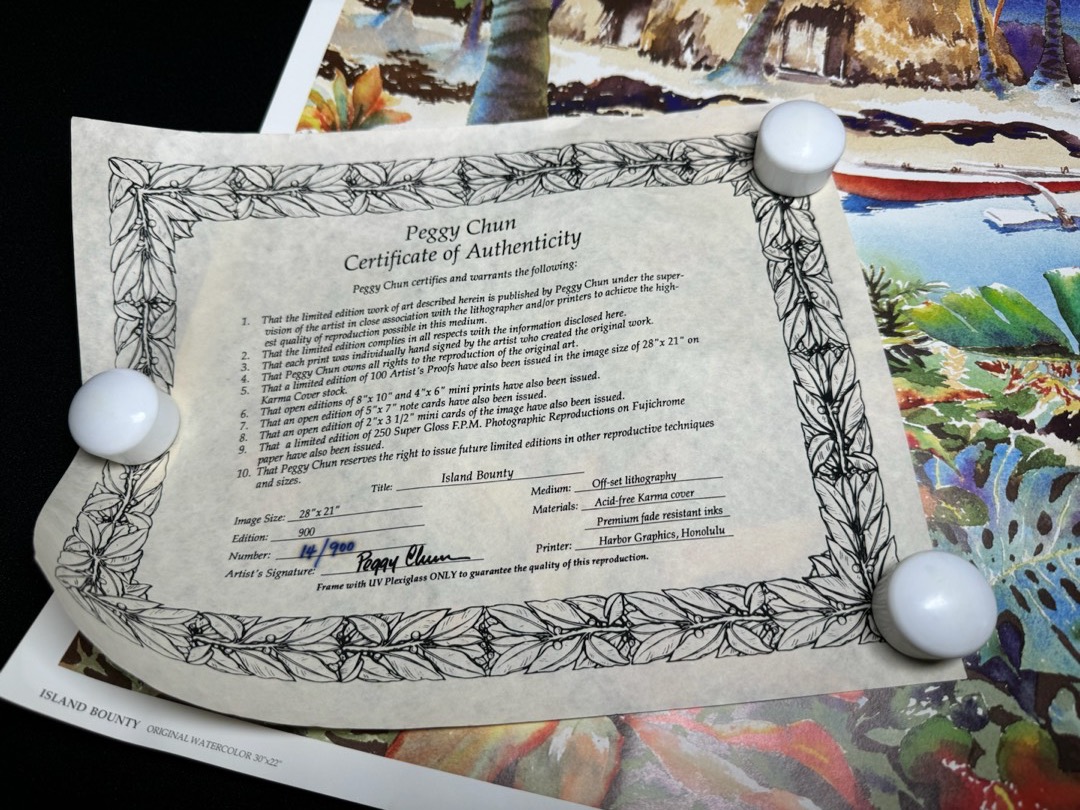 Peggy Chun
Certificate of Authenticity
Peggy Chun certifies and warrants the following:
1. That the limited edition work of art described herein is published by Peggy Chun under the super-
vision of the artist in close association with the lithographer and/or printers to achieve the high-
est quality of reproduction possible in this medium.
2. That the limited edition complies in all respects with the information disclosed here.
3. That each print was individually hand signed by the artist who created the original work.
4. That Peggy Chun owns all rights to the reproduction of the original art.
5. That a limited edition of 100 Artist's Proofs have also been issued in the image size of 28"x 21" on
Karma Cover stock.
6. That open editions of 8"x 10" and 4"x 6" mini prints have also been issued.
7. That an open edition of 5"x 7" note cards have also been issued.
8. That an open edition of 2"x 3 1/2" mini cards of the image have also been issued.
9. That a limited edition of 250 Super Gloss F.P.M. Photographic Reproductions on Fujichrome
paper have also been issued.
10. That Peggy Chun reserves the right to issue future limited editions in other reproductive techniques
and sizes.
Title: Island Bounty
Image Size: 28"x 21"
Edition: 900
Number: 14/900
Artist's Signature: Peggy Chun
Medium: Off-set lithography
Materials: Acid-free Karma cover
Premium fade resistant inks
Printer: Harbor Graphics, Honolulu
Frame with UV Plexiglass ONLY to guarantee the quality of this reproduction.
ISLAND BOUNTY ORIGINAL WATERCOLOR 30"x22"